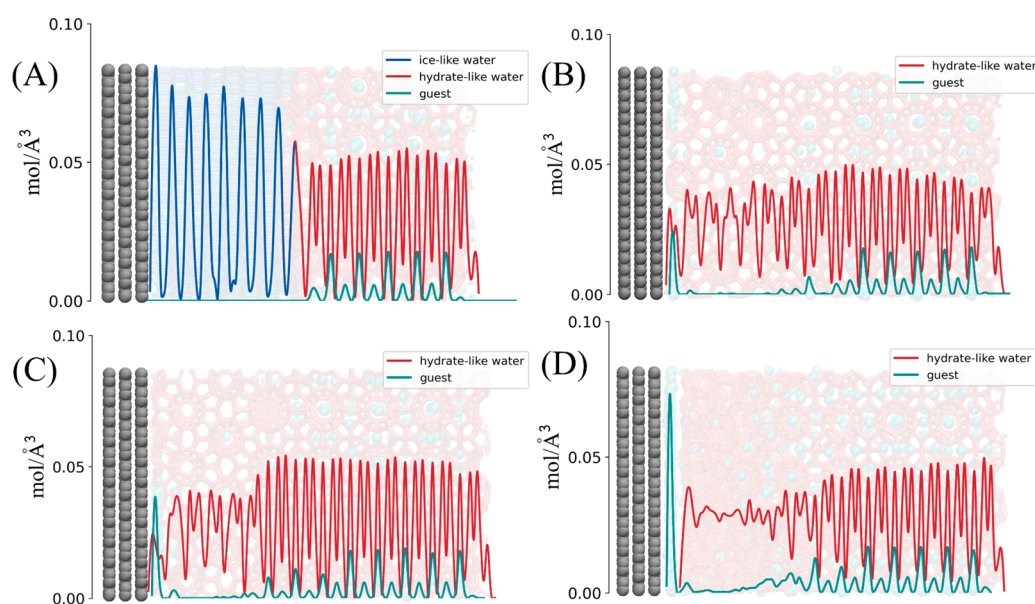 (A)
0.10
ice-like water
hydrate-like water
guest
mol/Å³
0.05
0.00
(B)
0.10
hydrate-like water
guest
mol/Å³
0.05
0.00
(C)
0.10
hydrate-like water
guest
mol/Å³
0.05
0.00
(D)
0.10
hydrate-like water
guest
mol/Å³
0.05
0.00